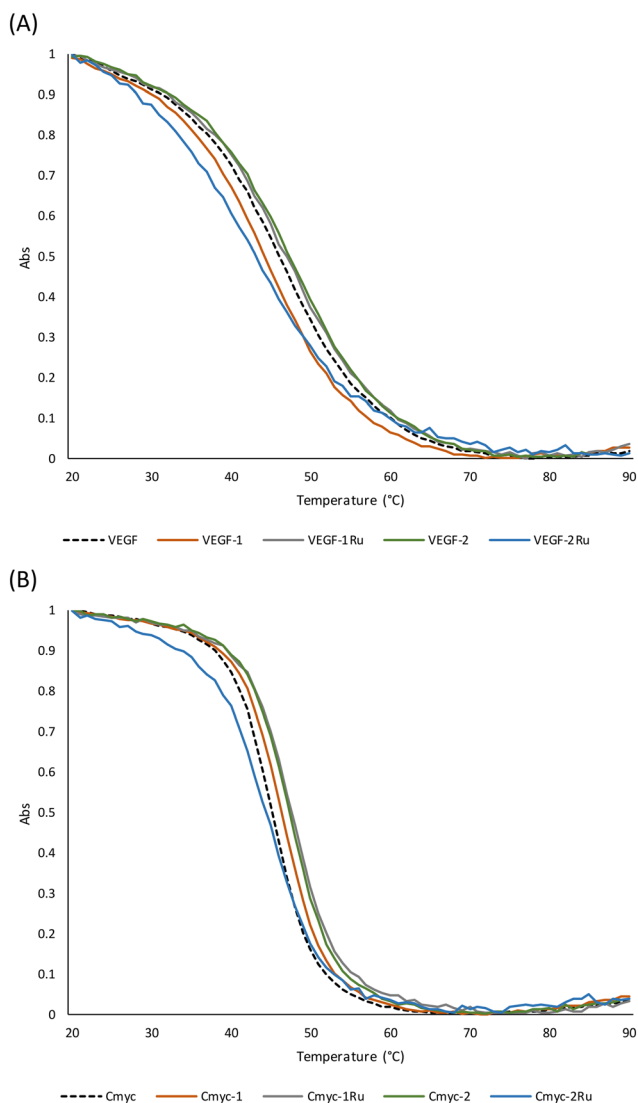 (A)
1
0.9
0.8
0.7
0.6
0.5
0.4
0.3
0.2
0.1
0
Abs
20 30 40 50 60 70 80 90
Temperature (°C)
VEGF VEGF-1 VEGF-1Ru VEGF-2 VEGF-2Ru
(B)
1
0.9
0.8
0.7
0.6
0.5
0.4
0.3
0.2
0.1
0
Abs
20 30 40 50 60 70 80 90
Temperature (°C)
Cmyc Cmyc-1 Cmyc-1Ru Cmyc-2 Cmyc-2Ru